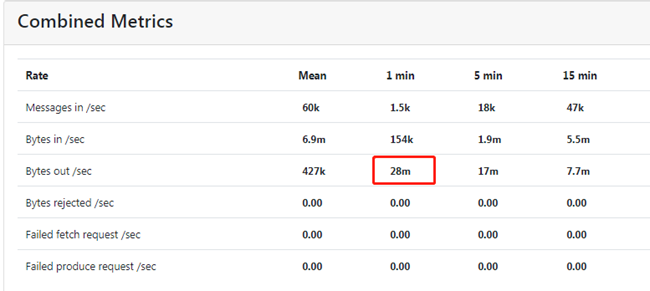 Combined Metrics
Rate Mean 1 min 5 min 15 min
Messages in /sec 60k 1.5k 18k 47k
Bytes in /sec 6.9m 154k 1.9m 5.5m
Bytes out /sec 427k 28m 17m 7.7m
Bytes rejected /sec 0.00 0.00 0.00 0.00
Failed fetch request /sec 0.00 0.00 0.00 0.00
Failed produce request /sec 0.00 0.00 0.00 0.00